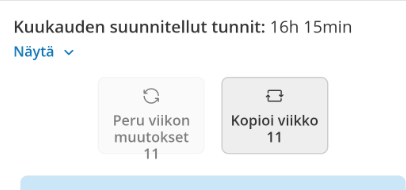 Kuukauden suunnitellut tunnit: 16h 15min
Näytä
Peru viikon
muutokset
11
Kopioi viikko
11